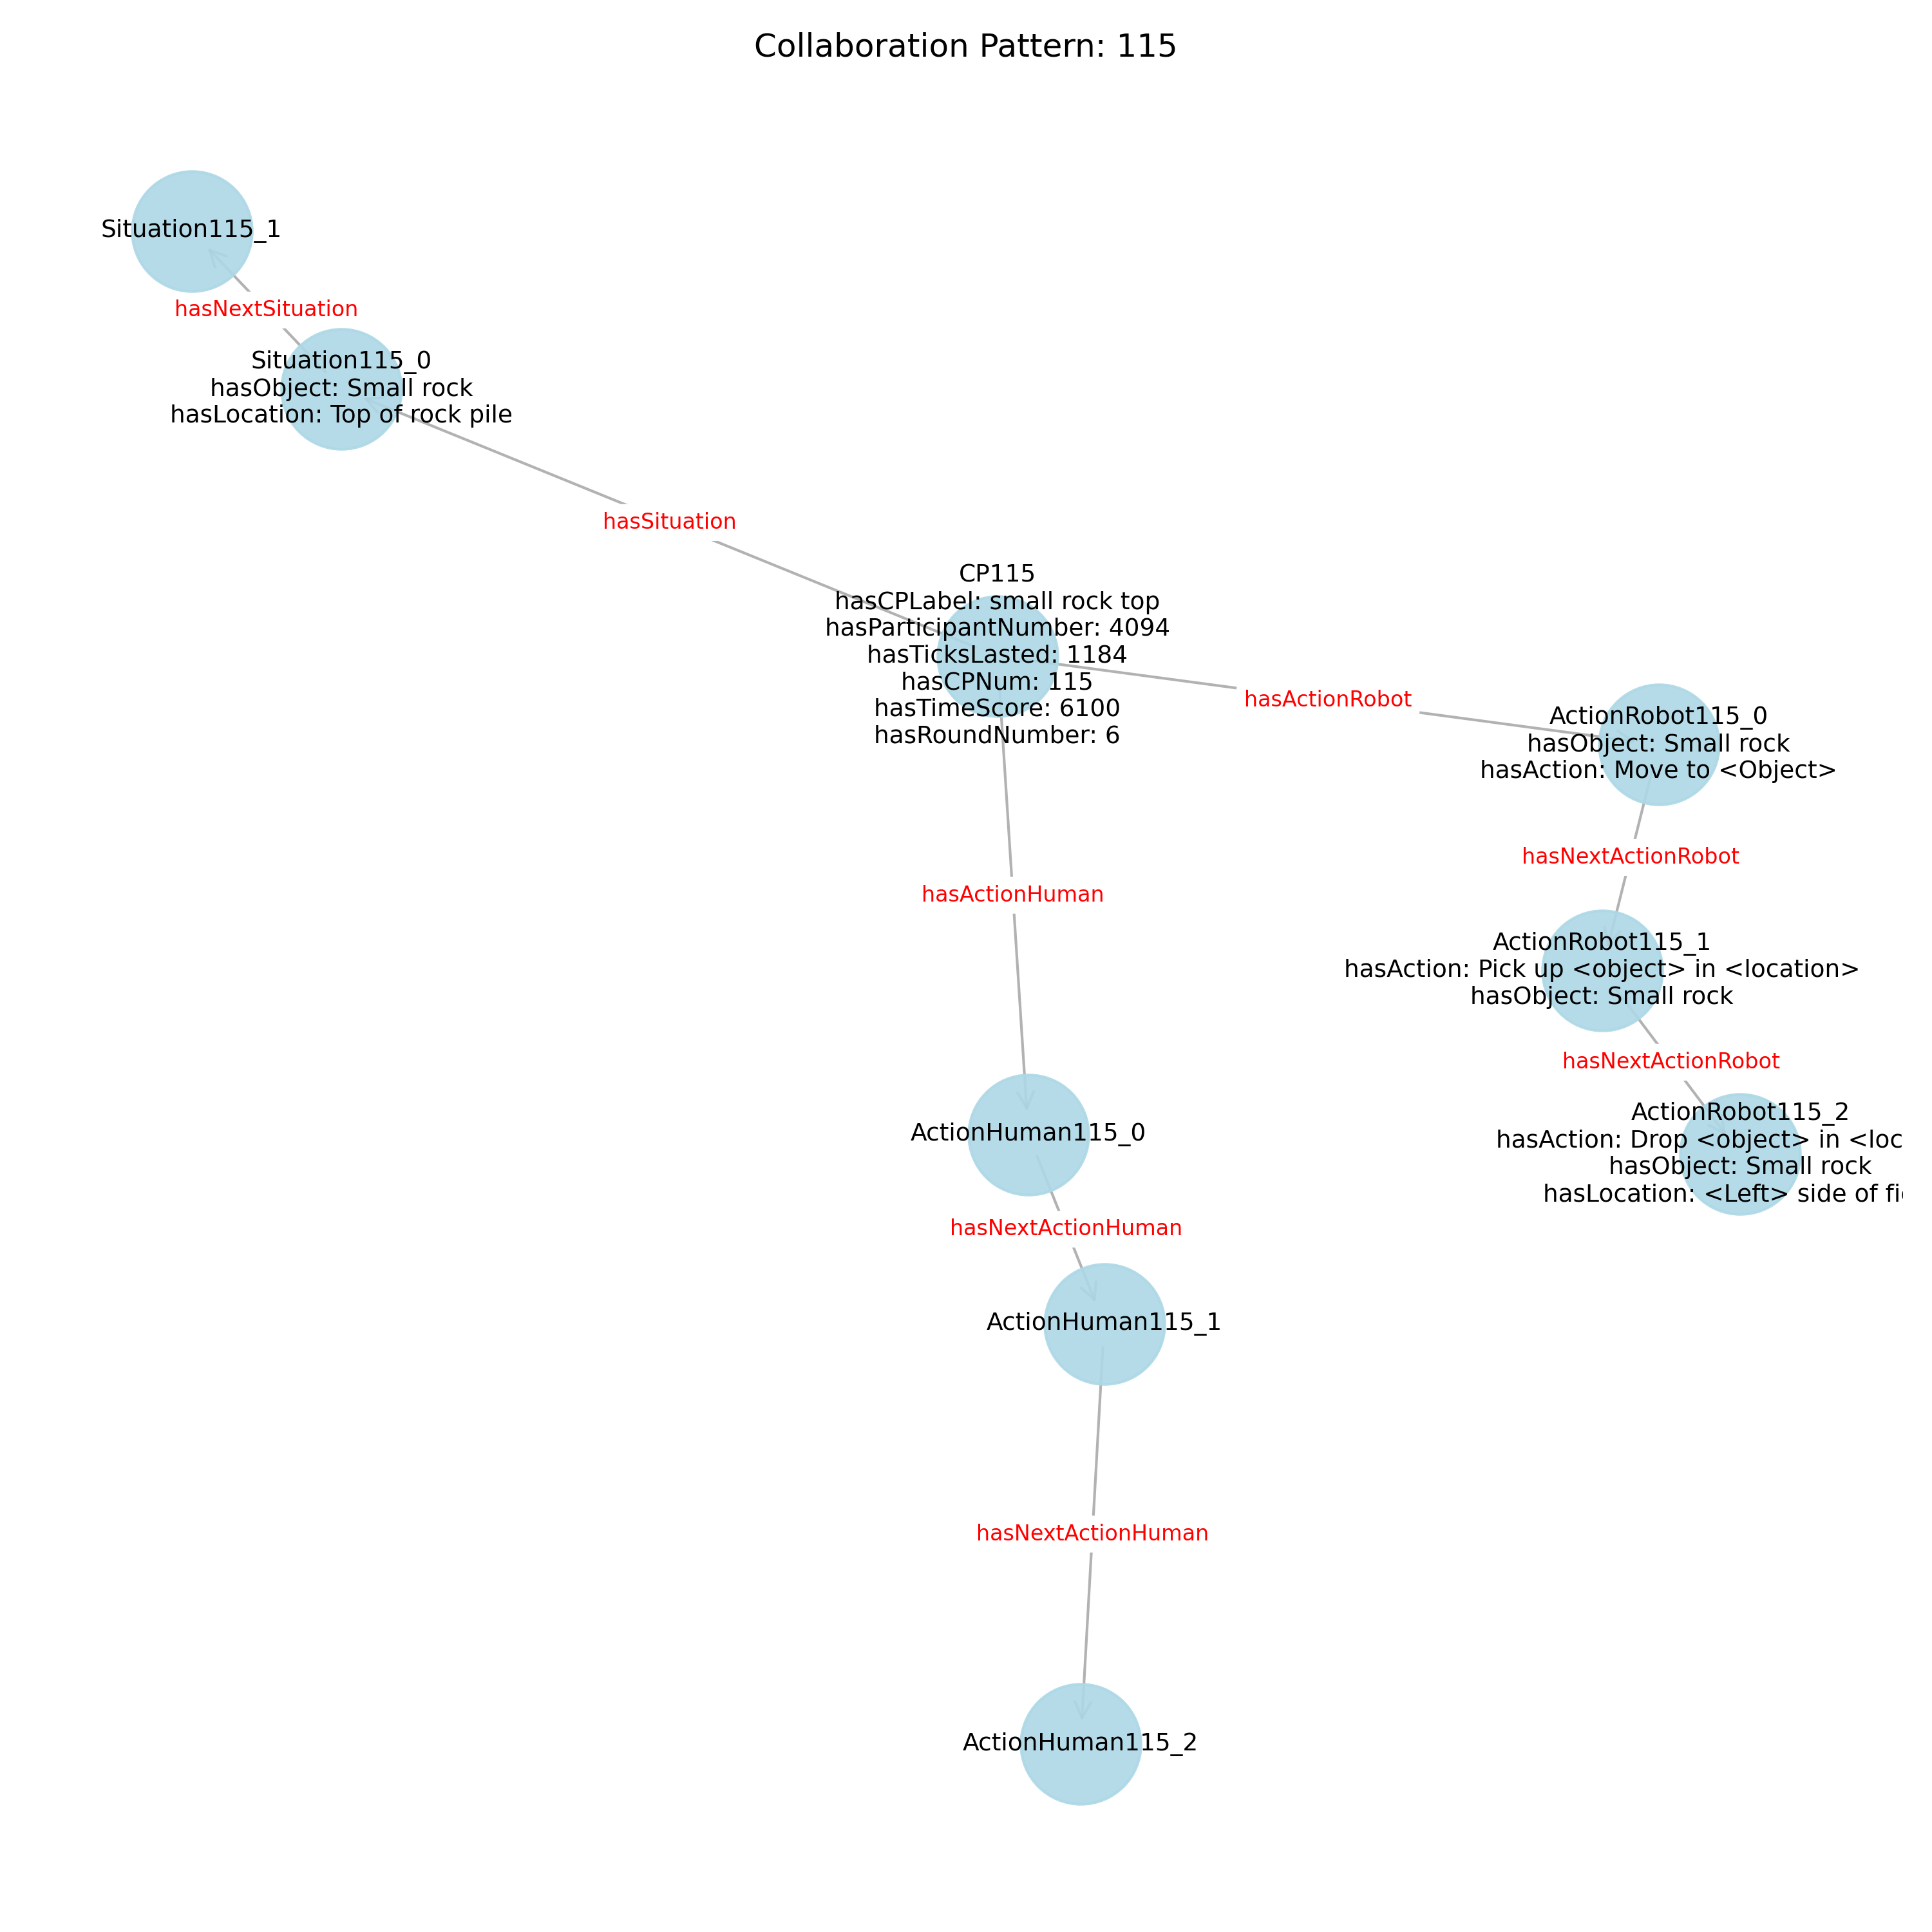 Collaboration Pattern: 115
Situation115_1
hasNextSituation
Situation115_0
hasObject: Small rock
hasLocation: Top of rock pile
hasSituation
CP115
hasCPLabel: small rock top
hasParticipantNumber: 4094
hasTicksLasted: 1184
hasCPNum: 115
hasTimeScore: 6100
hasRoundNumber: 6
hasActionRobot
ActionRobot115_0
hasObject: Small rock
hasAction: Move to <Object>
hasNextActionRobot
ActionRobot115_1
hasAction: Pick up <object> in <location>
hasObject: Small rock
hasNextActionRobot
ActionRobot115_2
hasAction: Drop <object> in <loc
hasObject: Small rock
hasLocation: <Left> side of
hasActionHuman
ActionHuman115_0
hasNextActionHuman
ActionHuman115_1
hasNextActionHuman
ActionHuman115_2